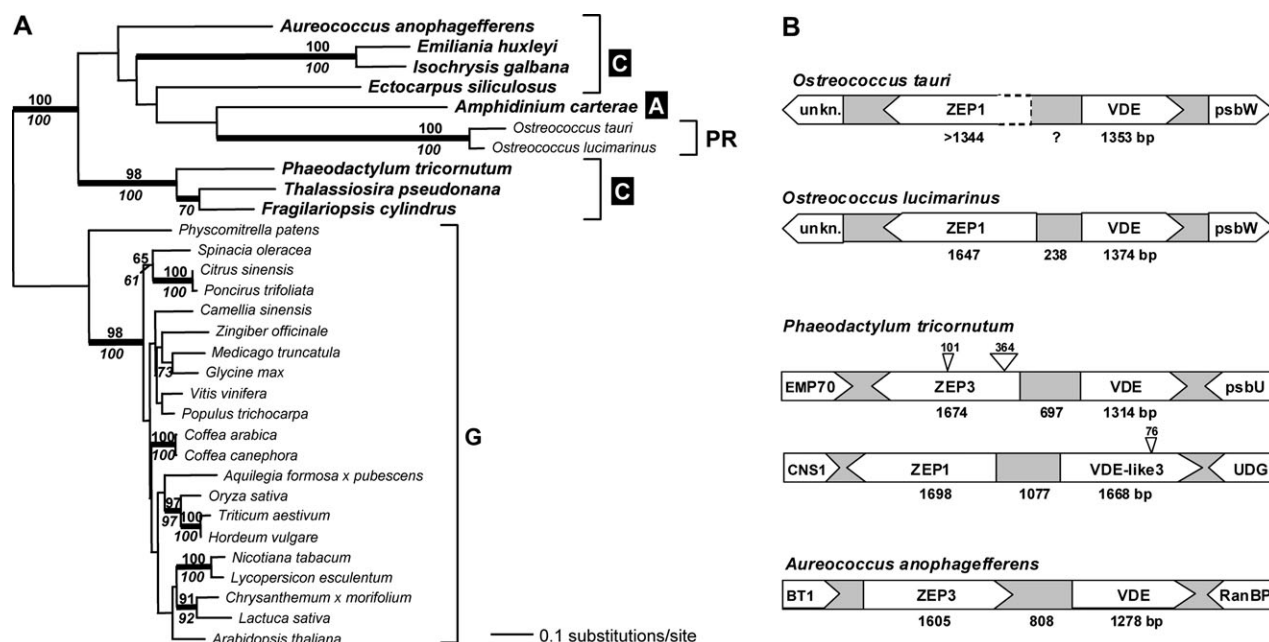 A
Aureococcus anophagefferens
100
100
Emiliania huxleyi
Isochrysis galbana
C
Ectocarpus siliculosus
100
100
Amphidinium carterae
A
100
100
Ostreococcus tauri
Ostreococcus lucimarinus
PR
98
100
Phaeodactylum tricornutum
70
Thalassiosira pseudonana
Fragilariopsis cylindrus
C
Physcomitrella patens
65
61
Spinacia oleracea
100
100
Citrus sinensis
Poncirus trifoliata
98
100
Camellia sinensis
Zingiber officinale
73
Medicago truncatula
Glycine max
Vitis vinifera
Populus trichocarpa
G
100
100
Coffea arabica
Coffea canephora
Aquilegia formosa x pubescens
97
97
Oryza sativa
100
100
Triticum aestivum
Hordeum vulgare
100
100
Nicotiana tabacum
Lycopersicon esculentum
91
92
Chrysanthemum x morifolium
Lactuca sativa
Arabidopsis thaliana
0.1 substitutions/site
B
Ostreococcus tauri
unkn. ZEP1 VDE psbW
>1344 ? 1353 bp
Ostreococcus lucimarinus
unkn. ZEP1 VDE psbW
1647 238 1374 bp
Phaeodactylum tricornutum
101 364
EMP70 ZEP3 VDE psbU
1674 697 1314 bp
76
CNS1 ZEP1 VDE-like3 UDG
1698 1077 1668 bp
Aureococcus anophagefferens
BT1 ZEP3 VDE RanBP
1605 808 1278 bp